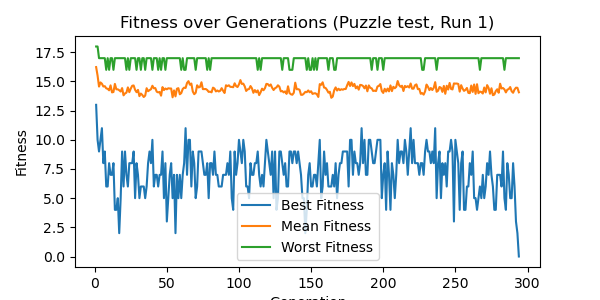 Fitness over Generations (Puzzle test, Run 1)
Fitness
17.5
15.0
12.5
10.0
7.5
5.0
2.5
0.0
Best Fitness
Mean Fitness
Worst Fitness
0 50 100 150 200 250 300
Generation